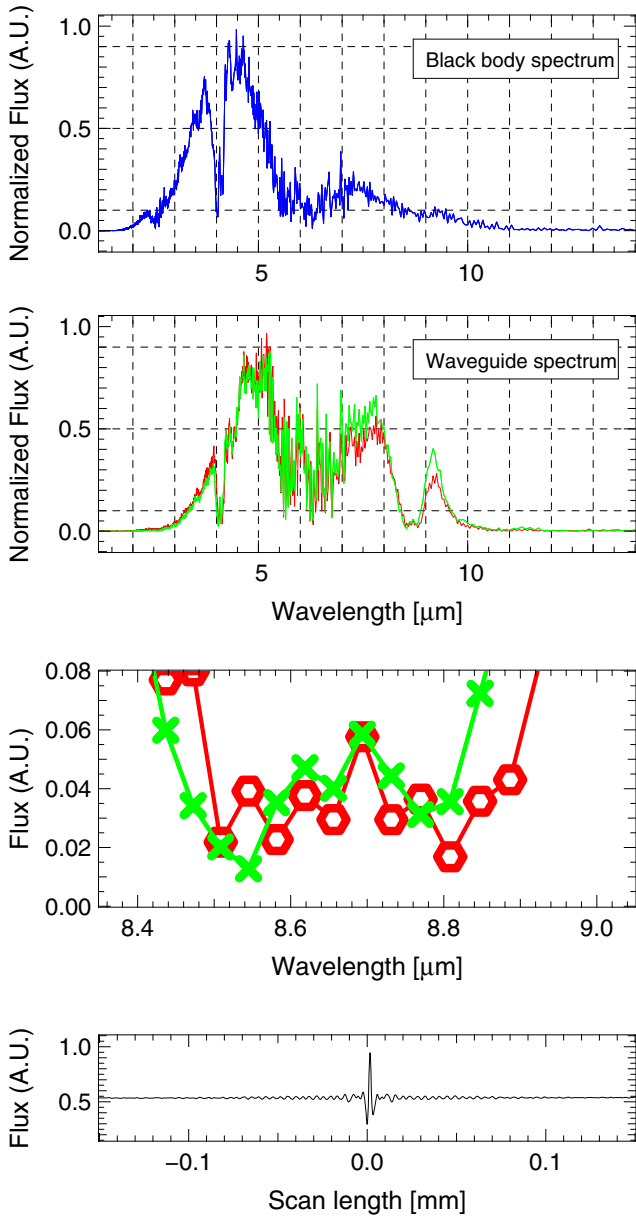 Normalized Flux (A.U.)
1.0
0.5
0.0
Black body spectrum
5
10
Normalized Flux (A.U.)
1.0
0.5
0.0
Waveguide spectrum
5
10
Wavelength [μm]
Flux (A.U.)
0.08
0.06
0.04
0.02
0.00
8.4
8.6
8.8
9.0
Wavelength [μm]
Flux (A.U.)
1.0
0.5
−0.1
0.0
0.1
Scan length [mm]